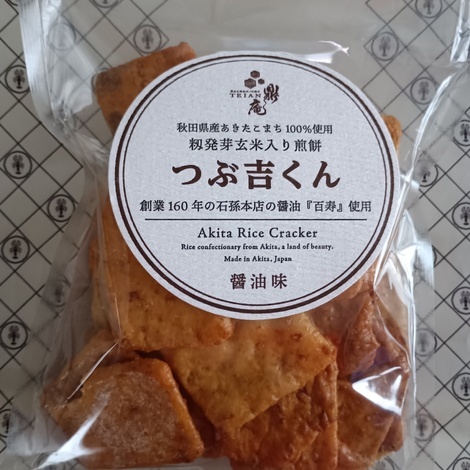 TEIAN
鼎庵
秋田県産あきたこまち100%使用
籾発芽玄米入り煎餅
つぶ吉くん
創業160年の石孫本店の醤油『百寿』使用
Akita Rice Cracker
Rice confectionary from Akita, a land of beauty.
Made in Akita, Japan
醤油味